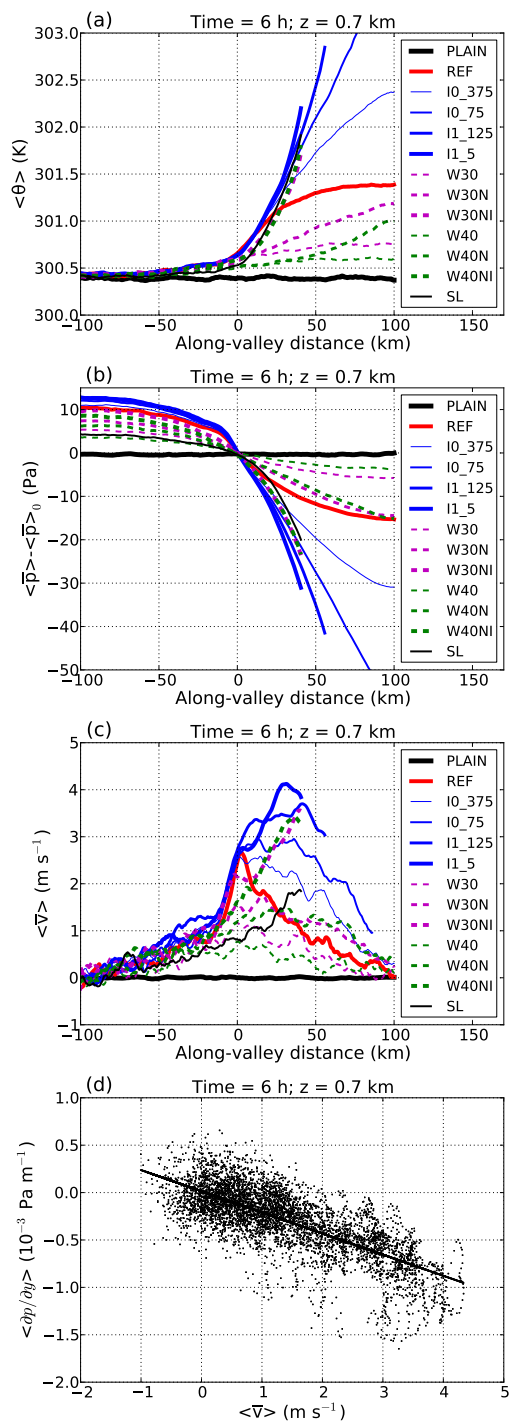 (a) Time = 6 h; z = 0.7 km
303.0
302.5
302.0
301.5
301.0
300.5
300.0
<θ> (K)
−100 −50 0 50 100 150
Along-valley distance (km)
PLAIN
REF
I0_375
I0_75
I1_125
I1_5
W30
W30N
W30NI
W40
W40N
W40NI
SL
(b) Time = 6 h; z = 0.7 km
10
0
−10
−20
−30
−40
−50
<p̅>-<p̅>₀ (Pa)
−100 −50 0 50 100 150
Along-valley distance (km)
PLAIN
REF
I0_375
I0_75
I1_125
I1_5
W30
W30N
W30NI
W40
W40N
W40NI
SL
(c) Time = 6 h; z = 0.7 km
5
4
3
2
1
0
−1
<v̅> (m s⁻¹)
−100 −50 0 50 100 150
Along-valley distance (km)
PLAIN
REF
I0_375
I0_75
I1_125
I1_5
W30
W30N
W30NI
W40
W40N
W40NI
SL
(d) Time = 6 h; z = 0.7 km
1.0
0.5
0.0
−0.5
−1.0
−1.5
−2.0
<∂p/∂y> (10⁻³ Pa m⁻¹)
−2 −1 0 1 2 3 4 5
<v̅> (m s⁻¹)